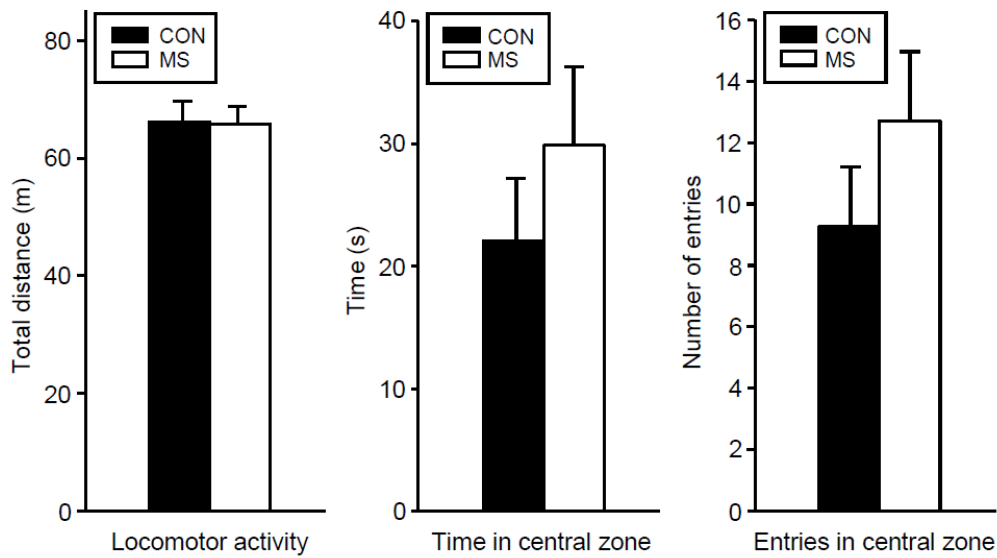 CON
MS
Total distance (m)
80
60
40
20
0
Locomotor activity
CON
MS
Time (s)
40
30
20
10
0
Time in central zone
CON
MS
Number of entries
16
14
12
10
8
6
4
2
0
Entries in central zone